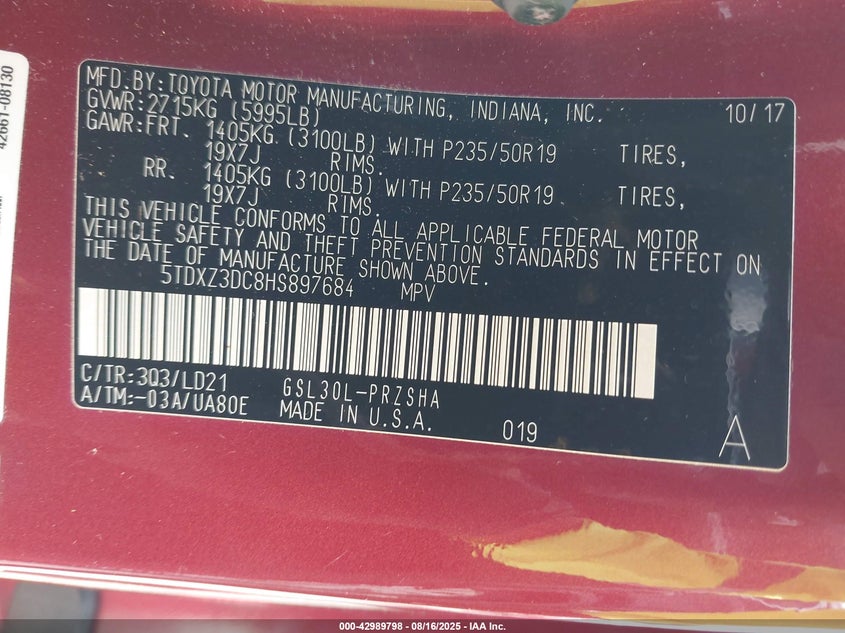 42661-08130
MFD.BY:TOYOTA MOTOR MANUFACTURING, INDIANA, INC. 10/17
GVWR:2715KG (5995LB)
GAWR:FRT. 1405KG (3100LB) WITH P235/50R19 TIRES,
19X7J RIMS.
RR. 1405KG (3100LB) WITH P235/50R19 TIRES,
19X7J RIMS.
THIS VEHICLE CONFORMS TO ALL APPLICABLE FEDERAL MOTOR
VEHICLE SAFETY AND THEFT PREVENTION STANDARDS IN EFFECT ON
THE DATE OF MANUFACTURE SHOWN ABOVE.
5TDXZ3DC8HS897684 MPV
C/TR:3Q3/LD21 GSL30L-PRZSHA
A/TM:-03A/UA80E MADE IN U.S.A. 019
A
000-42989798 - 08/16/2025 - IAA Inc.